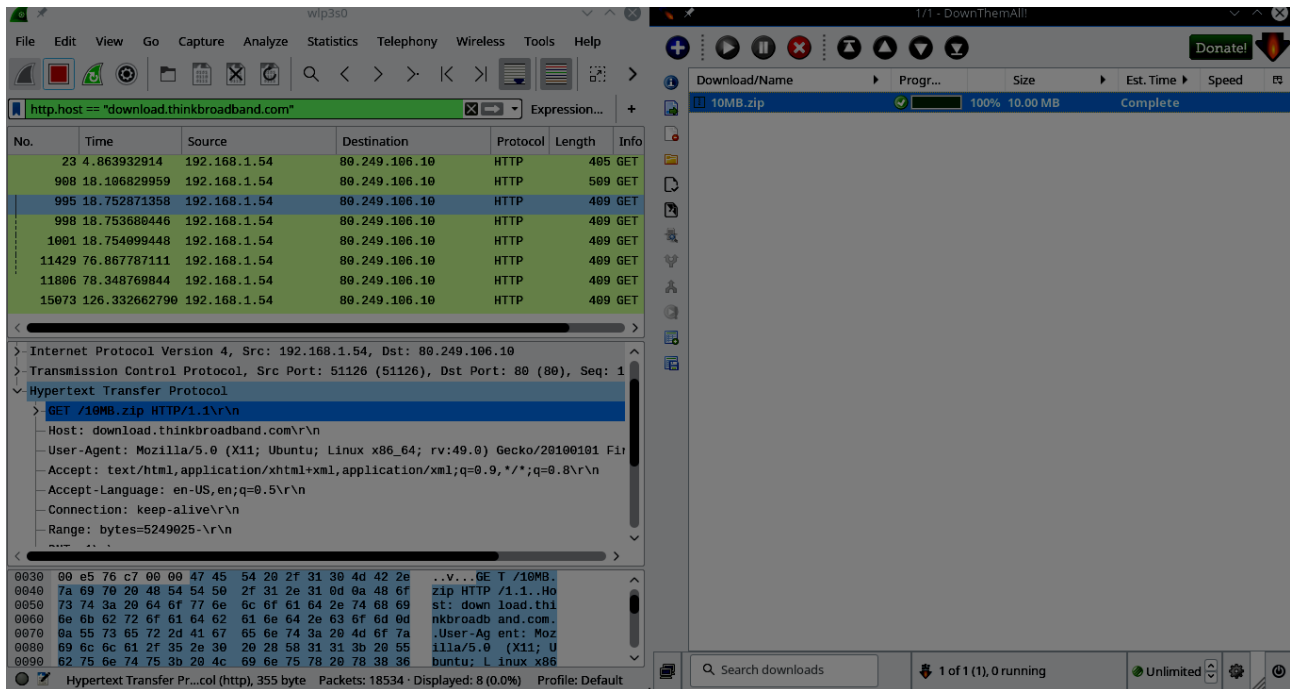 wlp3s0
File Edit View Go Capture Analyze Statistics Telephony Wireless Tools Help
http.host == "download.thinkbroadband.com" Expression... +
No. Time Source Destination Protocol Length Info
23 4.863932914 192.168.1.54 80.249.106.10 HTTP 405 GET
908 18.106829959 192.168.1.54 80.249.106.10 HTTP 509 GET
995 18.752871358 192.168.1.54 80.249.106.10 HTTP 409 GET
998 18.753680446 192.168.1.54 80.249.106.10 HTTP 409 GET
1001 18.754099448 192.168.1.54 80.249.106.10 HTTP 409 GET
11429 76.867787111 192.168.1.54 80.249.106.10 HTTP 409 GET
11806 78.348769844 192.168.1.54 80.249.106.10 HTTP 409 GET
15073 126.332662790 192.168.1.54 80.249.106.10 HTTP 409 GET
Internet Protocol Version 4, Src: 192.168.1.54, Dst: 80.249.106.10
Transmission Control Protocol, Src Port: 51126 (51126), Dst Port: 80 (80), Seq: 1
Hypertext Transfer Protocol
GET /10MB.zip HTTP/1.1\r\n
Host: download.thinkbroadband.com\r\n
User-Agent: Mozilla/5.0 (X11; Ubuntu; Linux x86_64; rv:49.0) Gecko/20100101 Fir
Accept: text/html,application/xhtml+xml,application/xml;q=0.9,*/*;q=0.8\r\n
Accept-Language: en-US,en;q=0.5\r\n
Connection: keep-alive\r\n
Range: bytes=5249025-\r\n
0030 00 e5 76 c7 00 00 47 45 54 20 2f 31 30 4d 42 2e ..v...GE T /10MB.
0040 7a 69 70 20 48 54 54 50 2f 31 2e 31 0d 0a 48 6f zip HTTP /1.1..Ho
0050 73 74 3a 20 64 6f 77 6e 6c 6f 61 64 2e 74 68 69 st: down load.thi
0060 6e 6b 62 72 6f 61 64 62 61 6e 64 2e 63 6f 6d 0d nkbroadb and.com.
0070 0a 55 73 65 72 2d 41 67 65 6e 74 3a 20 4d 6f 7a .User-Ag ent: Moz
0080 69 6c 6c 61 2f 35 2e 30 20 28 58 31 31 3b 20 55 illa/5.0 (X11; U
0090 62 75 6e 74 75 3b 20 4c 69 6e 75 78 20 78 38 36 buntu; L inux x86
Hypertext Transfer Pr...col (http), 355 byte Packets: 18534 · Displayed: 8 (0.0%) Profile: Default
1/1 - DownThemAll!
Donate!
Download/Name Progr... Size Est. Time Speed
10MB.zip 100% 10.00 MB Complete
Search downloads 1 of 1 (1), 0 running Unlimited